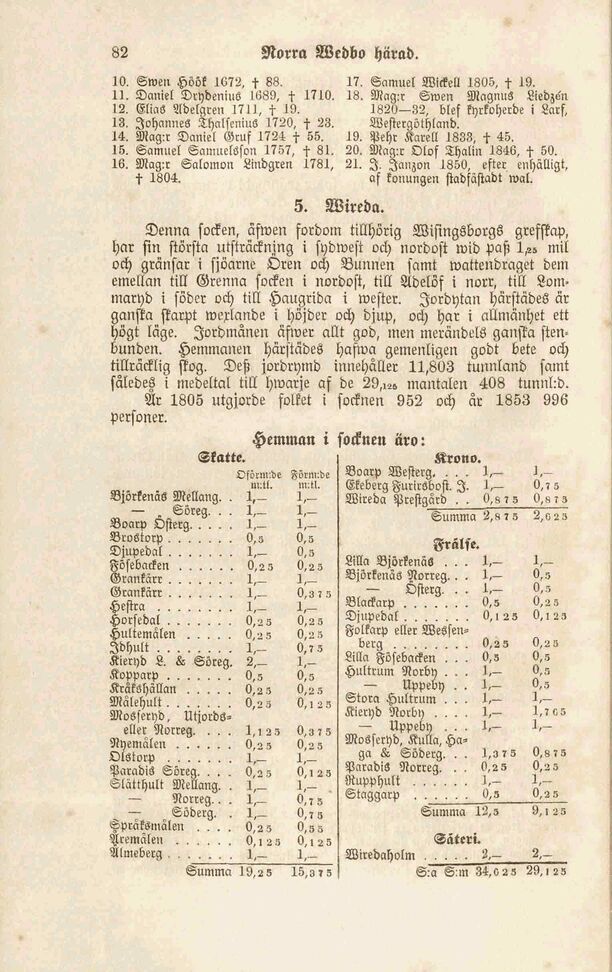 82 Norra Wedbo härad.
10. Swen Höök 1672, † 88.
11. Daniel Drydenius 1689, † 1710.
12. Elias Adelgren 1711, † 19.
13. Johannes Thalsenius 1720, † 23.
14. Mag:r Daniel Gruf 1724 † 55.
15. Samuel Samuelsson 1757, † 81.
16. Mag:r Salomon Lindgren 1781,
† 1804.
17. Samuel Wickell 1805, † 19.
18. Mag:r Swen Magnus Liedzén
1820—32, blef kyrkoherde i Larf,
Westergöthland.
19. Pehr Karell 1833, † 45.
20. Mag:r Olof Thalin 1846, † 50.
21. J. Janzon 1850, efter enhälligt,
af konungen stadfästadt wal.
5. Wireda.
Denna socken, äfwen fordom tillhörig Wisingsborgs grefskap,
har sin största utsträckning i sydwest och nordost wid paß 1,25 mil
och gränsar i sjöarne Ören och Bunnen samt wattendraget dem
emellan till Grenna socken i nordost, till Adelöf i norr, till Lom-
maryd i söder och till Haugrida i wester. Jordytan härstädes är
ganska skarpt werlande i höjder och djup, och har i allmänhet ett
högt läge. Jordmånen äfwer allt god, men merändels ganska sten-
bunden. Hemmanen härstädes hafwa gemenligen godt bete och
tillräcklig skog. Deß jordrymd innehåller 11,803 tunnland samt
således i medeltal till hwarje af de 29,125 mantalen 408 tunnl:d.
År 1805 utgjorde folket i socknen 952 och år 1853 996
personer.
Hemman i socknen äro:
Skatte.
Oförm:de Förm:de
m:tl. m:tl.
Björkenäs Mellang. . 1,— 1,—
— Söreg. . . 1,— 1,—
Boarp Österg. . . . . 1,— 1,—
Brostorp . . . . . . . 0,5 0,5
Djupedal . . . . . . . 1,— 0,5
Fösebacken . . . . . . 0,25 0,25
Grankärr . . . . . . . 1,— 1,—
Grankärr . . . . . . . 1,— 0,375
Hestra . . . . . . . . 1,— 1,—
Horsedal . . . . . . . 0,25 0,25
Hultemålen . . . . . . 0,25 0,25
Idhult . . . . . . . . 1,— 0,75
Kieryd L. & Söreg. 2,— 1,—
Kopparp . . . . . . . 0,5 0,5
Kråkshällan . . . . . 0,25 0,25
Målehult . . . . . . . 0,25 0,125
Mosseryd, Utjords-
eller Norreg. . . . 1,125 0,375
Nyemålen . . . . . . 0,25 0,25
Olstorp . . . . . . . . 1,— 1,—
Paradis Söreg. . . . . 0,25 0,125
Slätthult Mellang. . . 1,— 1,—
— Norreg. . . 1,— 0,75
— Söderg. . . 1,— 0,75
Språksmålen . . . . 0,25 0,55
Åremålen . . . . . . 0,125 0,125
Almeberg . . . . . . . 1,— 1,—
Summa 19,25 15,375
Krono.
Boarp Westerg. . . . 1,— 1,—
Ekeberg Furirsbost. J. 1,— 0,75
Wireda Prestgård . . 0,875 0,875
Summa 2,875 2,625
Frälse.
Lilla Björkenäs . . . 1,— 1,—
Björkenäs Norreg. . . 1,— 0,5
— Österg. . . 1,— 0,5
Blackarp . . . . . . . 0,5 0,25
Djupedal . . . . . . . 0,125 0,125
Folkarp eller Wessen-
berg . . . . . . . 0,25 0,25
Lilla Fösebacken . . . 0,5 0,5
Hultrum Norby . . . 1,— 0,5
— Uppeby . . 1,— 0,5
Stora Hultrum . . . 1,— 1,—
Kieryd Norby . . . . 1,— 1,765
— Uppeby . . . 1,— 1,—
Mosseryd, Kulla, Ha-
ga & Söderg. . . . 1,375 0,875
Paradis Norreg. . . . 0,25 0,25
Rupphult . . . . . . 1,— 1,—
Staggarp . . . . . . 0,5 0,25
Summa 12,5 9,125
Säteri.
Wiredaholm . . . . . 2,— 2,—
S:a S:m 34,625 29,125